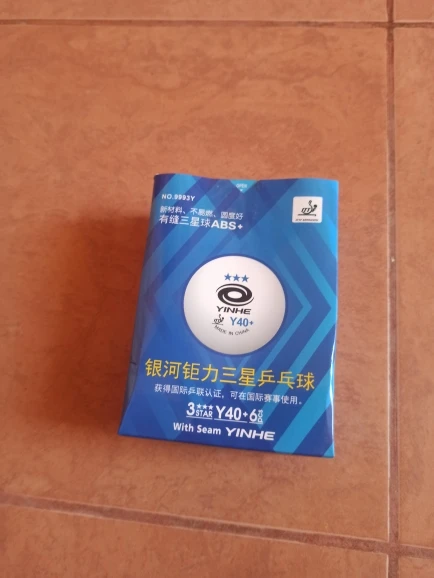 NO.9993Y
新材料、不易燃、圆度好
有缝三星球ABS+
YINHE
Y40+
MADE IN CHINA
银河钜力三星乒乓球
获得国际乒联认证，可在国际赛事使用。
3 STAR Y40+ 6
With Seam YINHE